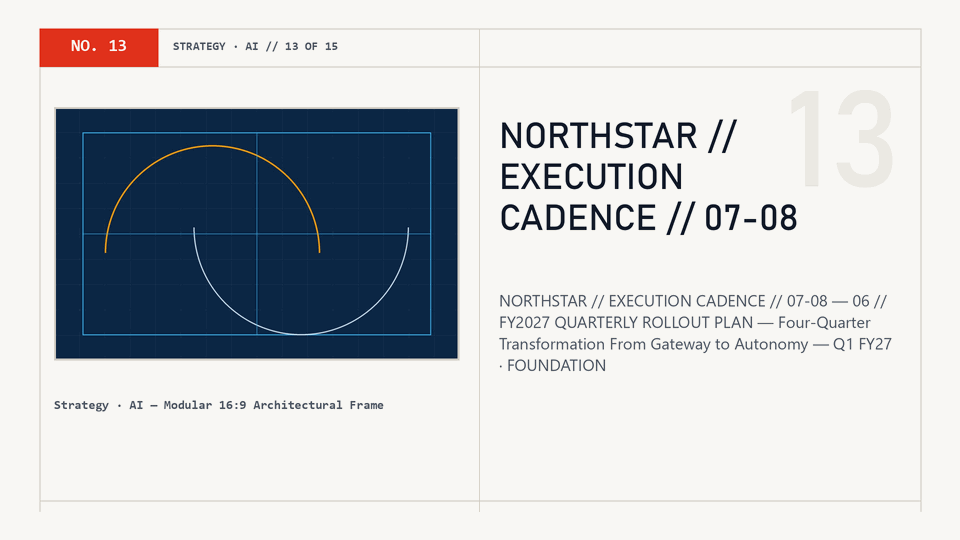 NO. 13
STRATEGY · AI // 13 OF 15
13
NORTHSTAR //
EXECUTION
CADENCE // 07-08
NORTHSTAR // EXECUTION CADENCE // 07-08 — 06 //
FY2027 QUARTERLY ROLLOUT PLAN — Four-Quarter
Transformation From Gateway to Autonomy — Q1 FY27
· FOUNDATION
Strategy · AI — Modular 16:9 Architectural Frame